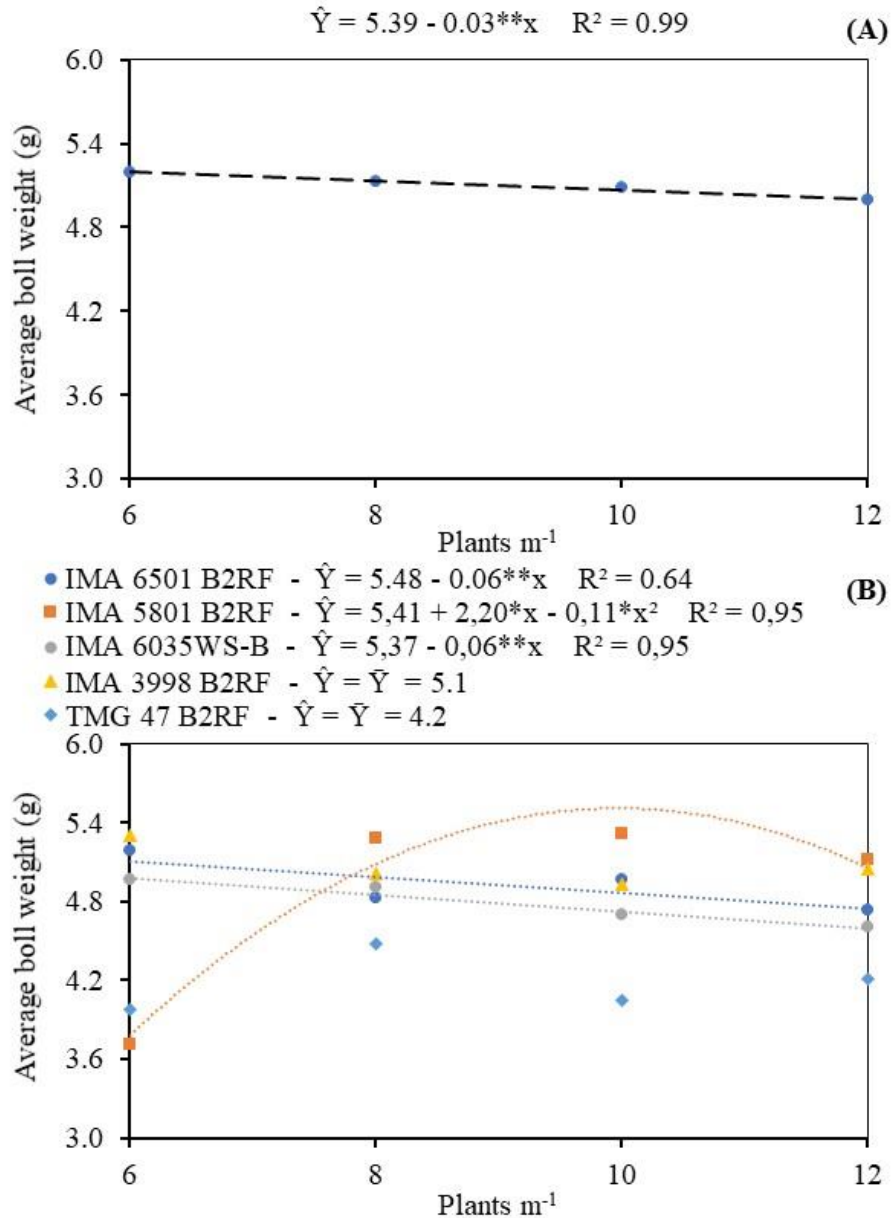 Ŷ = 5.39 - 0.03**x R² = 0.99
(A)
6.0
5.4
4.8
4.2
3.6
3.0
Average boll weight (g)
6 8 10 12
Plants m⁻¹
IMA 6501 B2RF - Ŷ = 5.48 - 0.06**x R² = 0.64
(B)
IMA 5801 B2RF - Ŷ = 5,41 + 2,20*x - 0,11*x² R² = 0,95
IMA 6035WS-B - Ŷ = 5,37 - 0,06**x R² = 0,95
IMA 3998 B2RF - Ŷ = Ȳ = 5.1
TMG 47 B2RF - Ŷ = Ȳ = 4.2
6.0
5.4
4.8
4.2
3.6
3.0
Average boll weight (g)
6 8 10 12
Plants m⁻¹